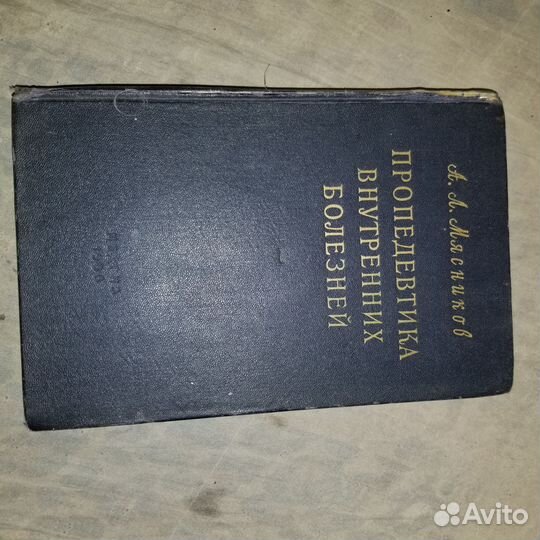 А. Л. Мясников
ПРОПЕДЕВТИКА
ВНУТРЕННИХ
БОЛЕЗНЕЙ
Avito